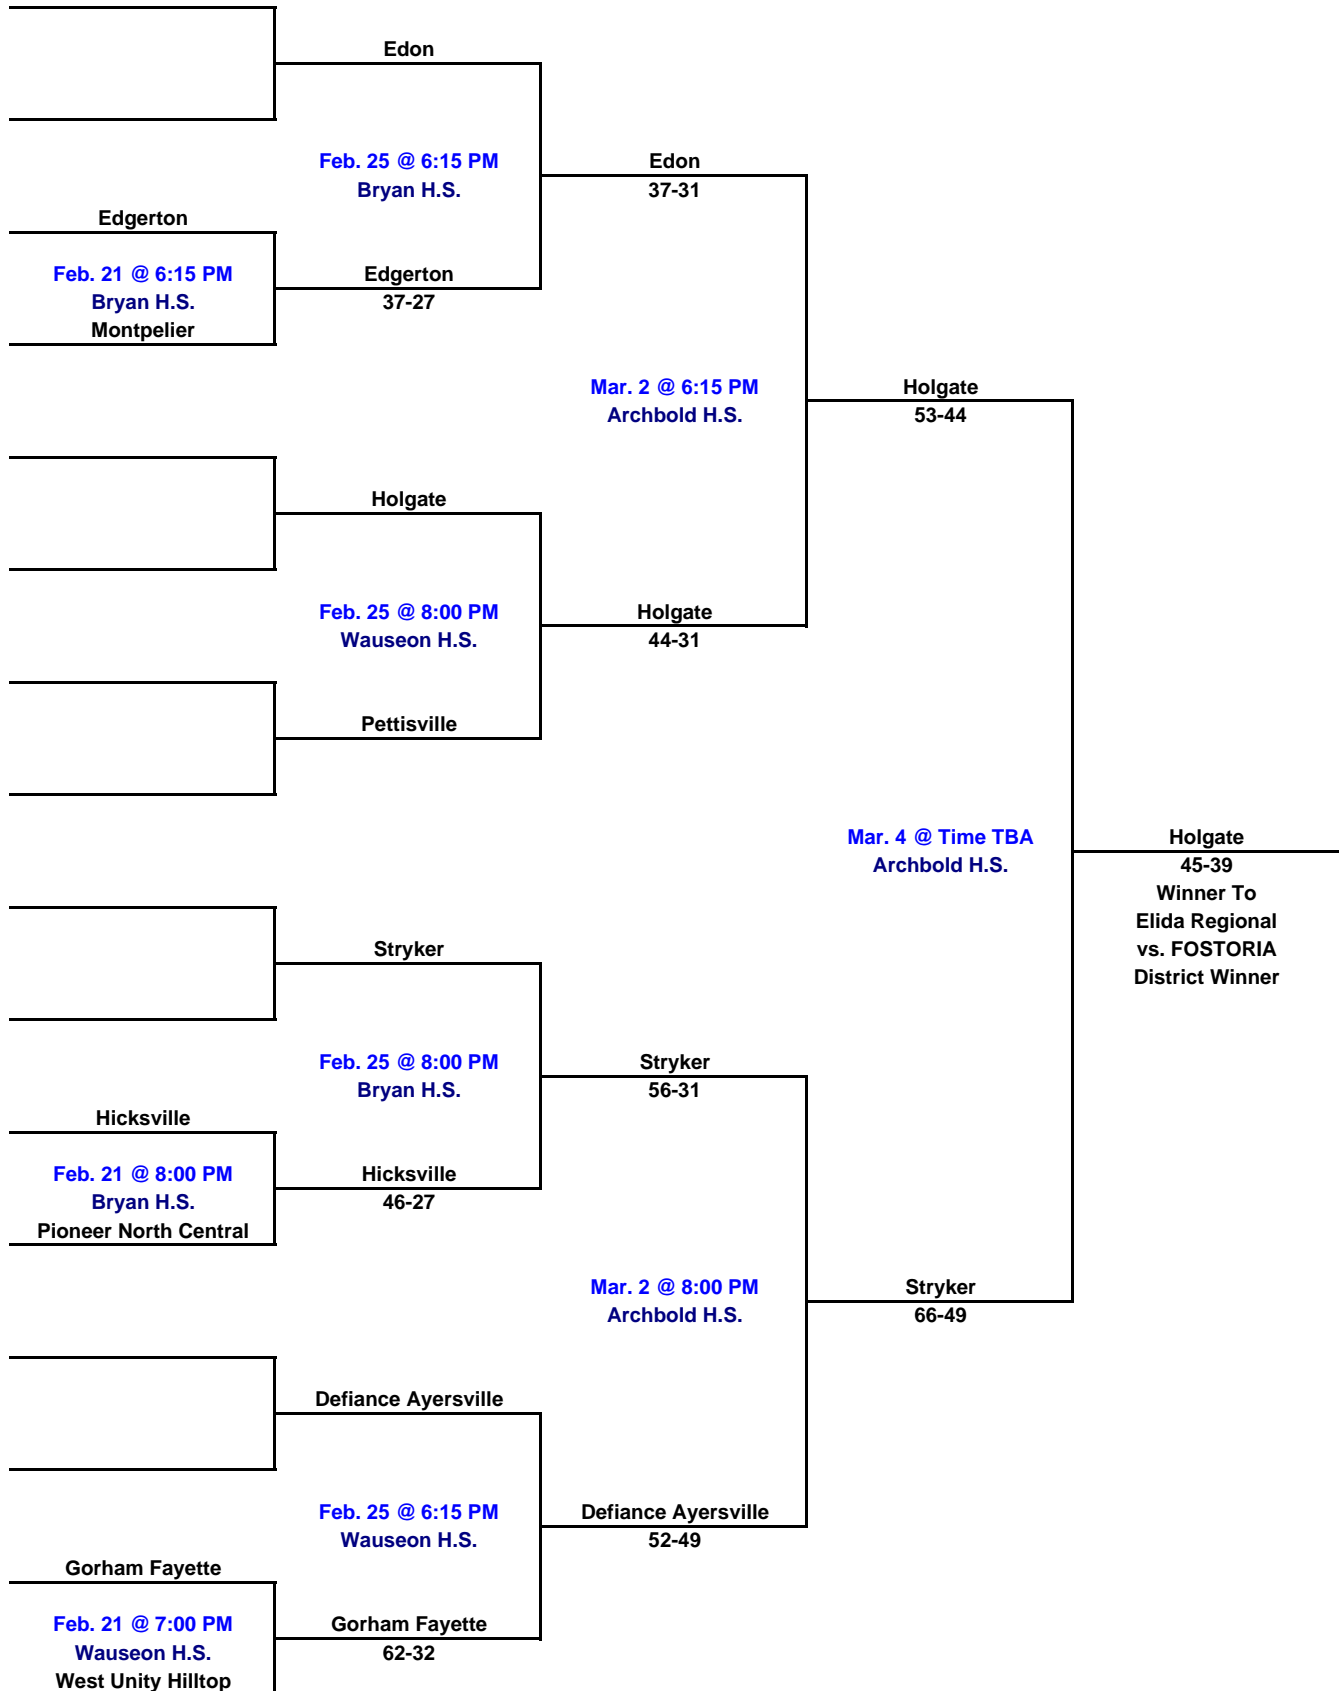 Edon
Feb. 25 @ 6:15 PM
Bryan H.S.
Edon
37-31
Edgerton
Feb. 21 @ 6:15 PM
Bryan H.S.
Montpelier
Edgerton
37-27
Mar. 2 @ 6:15 PM
Archbold H.S.
Holgate
53-44
Holgate
Feb. 25 @ 8:00 PM
Wauseon H.S.
Holgate
44-31
Pettisville
Mar. 4 @ Time TBA
Archbold H.S.
Holgate
45-39
Winner To
Elida Regional
vs. FOSTORIA
District Winner
Stryker
Feb. 25 @ 8:00 PM
Bryan H.S.
Stryker
56-31
Hicksville
Feb. 21 @ 8:00 PM
Bryan H.S.
Pioneer North Central
Hicksville
46-27
Mar. 2 @ 8:00 PM
Archbold H.S.
Stryker
66-49
Defiance Ayersville
Feb. 25 @ 6:15 PM
Wauseon H.S.
Defiance Ayersville
52-49
Gorham Fayette
Feb. 21 @ 7:00 PM
Wauseon H.S.
West Unity Hilltop
Gorham Fayette
62-32